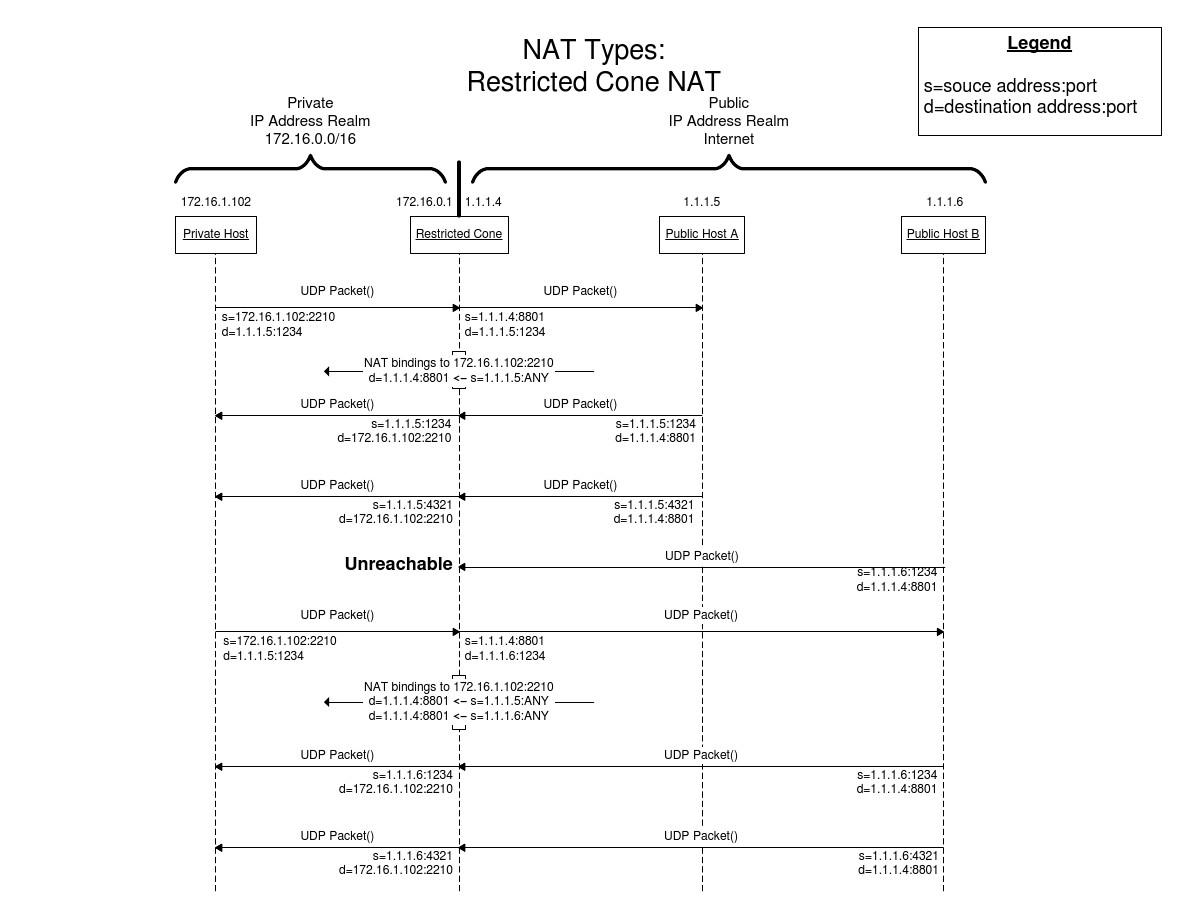 NAT Types:
Restricted Cone NAT
Legend
s=souce address:port
d=destination address:port
Private
IP Address Realm
172.16.0.0/16
Public
IP Address Realm
Internet
172.16.1.102
172.16.0.1
1.1.1.4
1.1.1.5
1.1.1.6
Private Host
Restricted Cone
Public Host A
Public Host B
UDP Packet()
UDP Packet()
s=172.16.1.102:2210
d=1.1.1.5:1234
s=1.1.1.4:8801
d=1.1.1.5:1234
NAT bindings to 172.16.1.102:2210
d=1.1.1.4:8801 <– s=1.1.1.5:ANY
UDP Packet()
UDP Packet()
s=1.1.1.5:1234
d=172.16.1.102:2210
s=1.1.1.5:1234
d=1.1.1.4:8801
UDP Packet()
UDP Packet()
s=1.1.1.5:4321
d=172.16.1.102:2210
s=1.1.1.5:4321
d=1.1.1.4:8801
Unreachable
UDP Packet()
s=1.1.1.6:1234
d=1.1.1.4:8801
UDP Packet()
UDP Packet()
s=172.16.1.102:2210
d=1.1.1.5:1234
s=1.1.1.4:8801
d=1.1.1.6:1234
NAT bindings to 172.16.1.102:2210
d=1.1.1.4:8801 <– s=1.1.1.5:ANY
d=1.1.1.4:8801 <– s=1.1.1.6:ANY
UDP Packet()
UDP Packet()
s=1.1.1.6:1234
d=172.16.1.102:2210
s=1.1.1.6:1234
d=1.1.1.4:8801
UDP Packet()
UDP Packet()
s=1.1.1.6:4321
d=172.16.1.102:2210
s=1.1.1.6:4321
d=1.1.1.4:8801